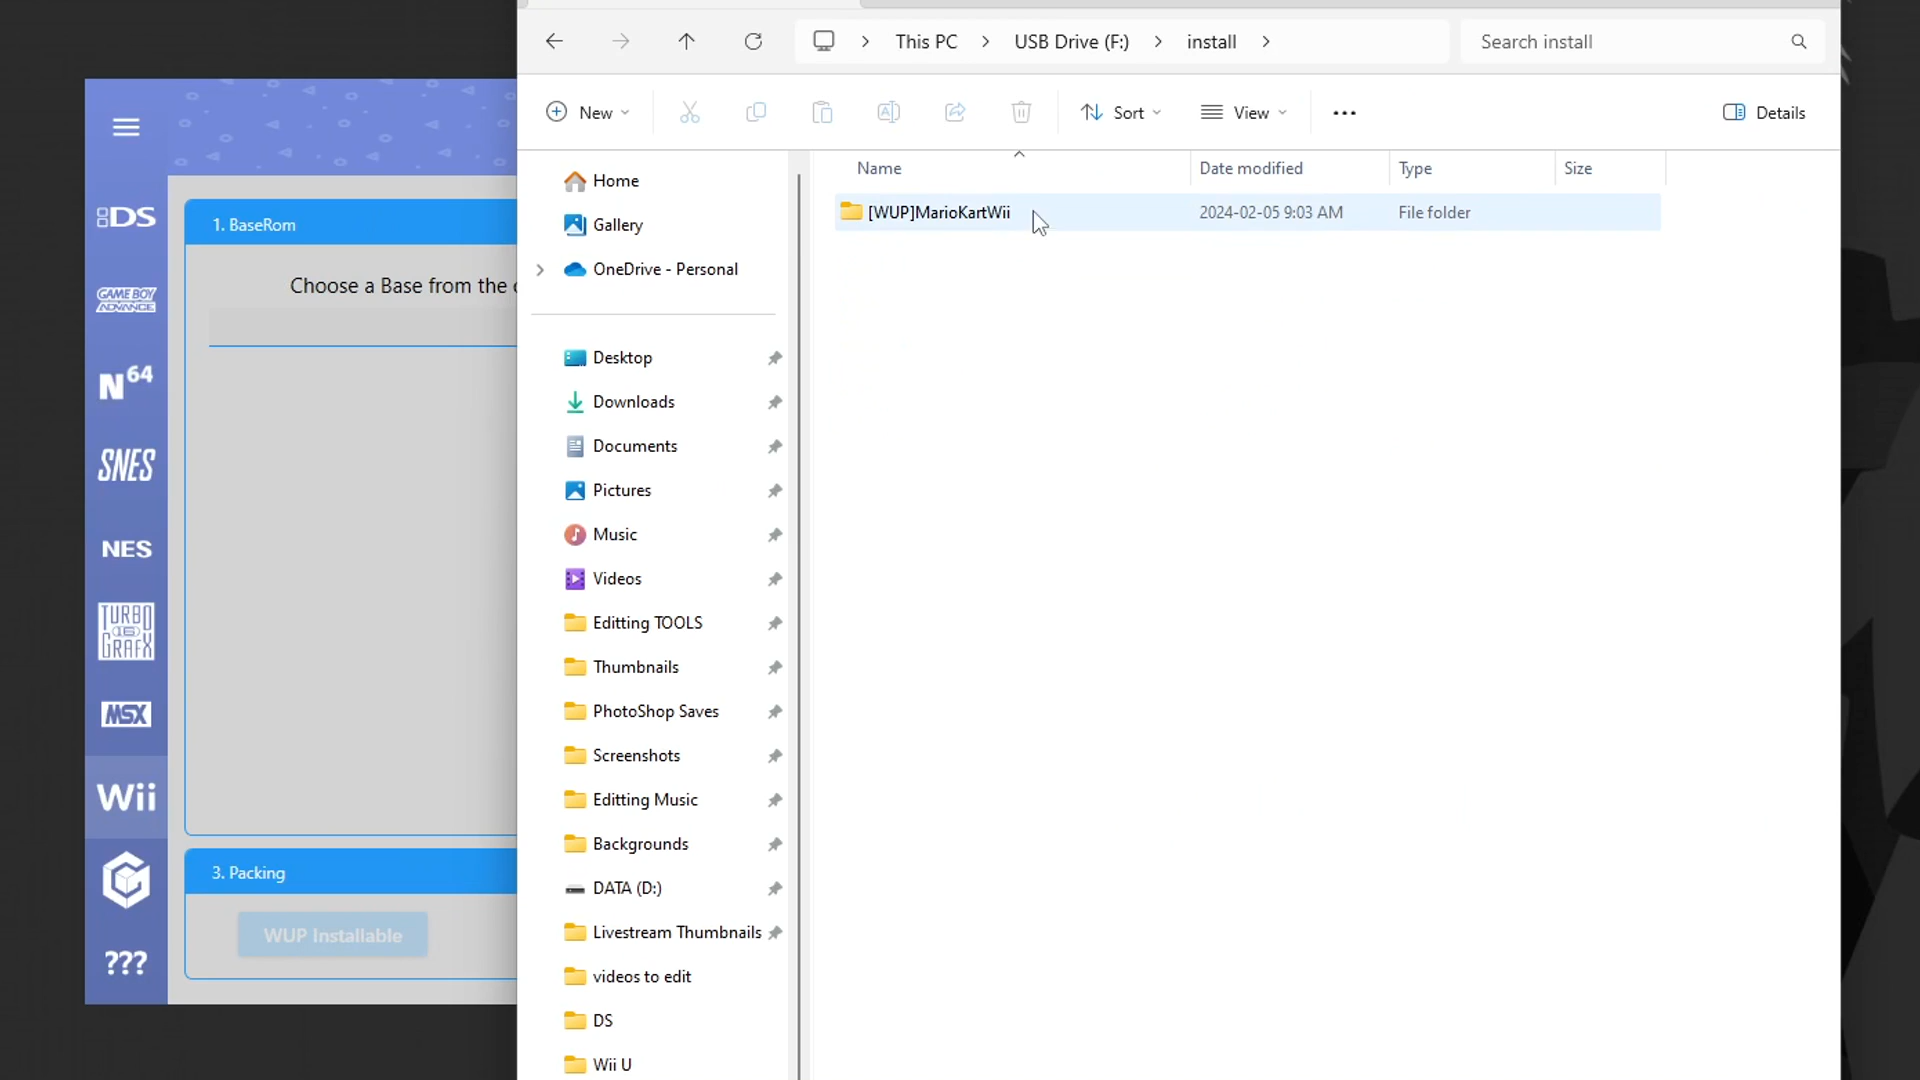 This PC > USB Drive (F:) > install >
Search install
New
Sort
View
Details
Name
Date modified
Type
Size
[WUP]MarioKartWii
2024-02-05 9:03 AM
File folder
Home
Gallery
OneDrive - Personal
Desktop
Downloads
Documents
Pictures
Music
Videos
Editting TOOLS
Thumbnails
PhotoShop Saves
Screenshots
Editting Music
Backgrounds
DATA (D:)
Livestream Thumbnails
videos to edit
DS
Wii U
DS
GAME BOY
ADVANCE
N64
SNES
NES
TURBO
16
GRAFX
MSX
Wii
???
1. BaseRom
Choose a Base from the
3. Packing
WUP Installable